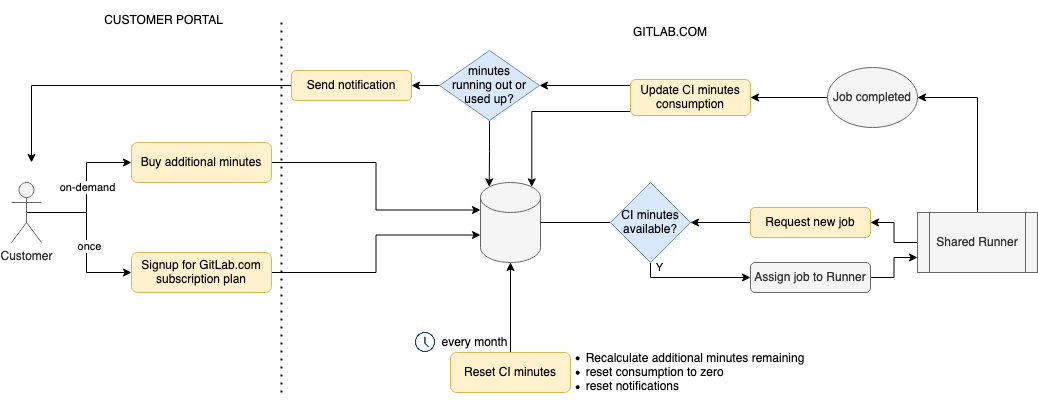 CUSTOMER PORTAL
GITLAB.COM
Send notification
minutes
running out or
used up?
Update CI minutes
consumption
Job completed
Buy additional minutes
on-demand
once
Customer
Signup for GitLab.com
subscription plan
CI minutes
available?
Y
Request new job
Assign job to Runner
Shared Runner
every month
Reset CI minutes
• Recalculate additional minutes remaining
• reset consumption to zero
• reset notifications